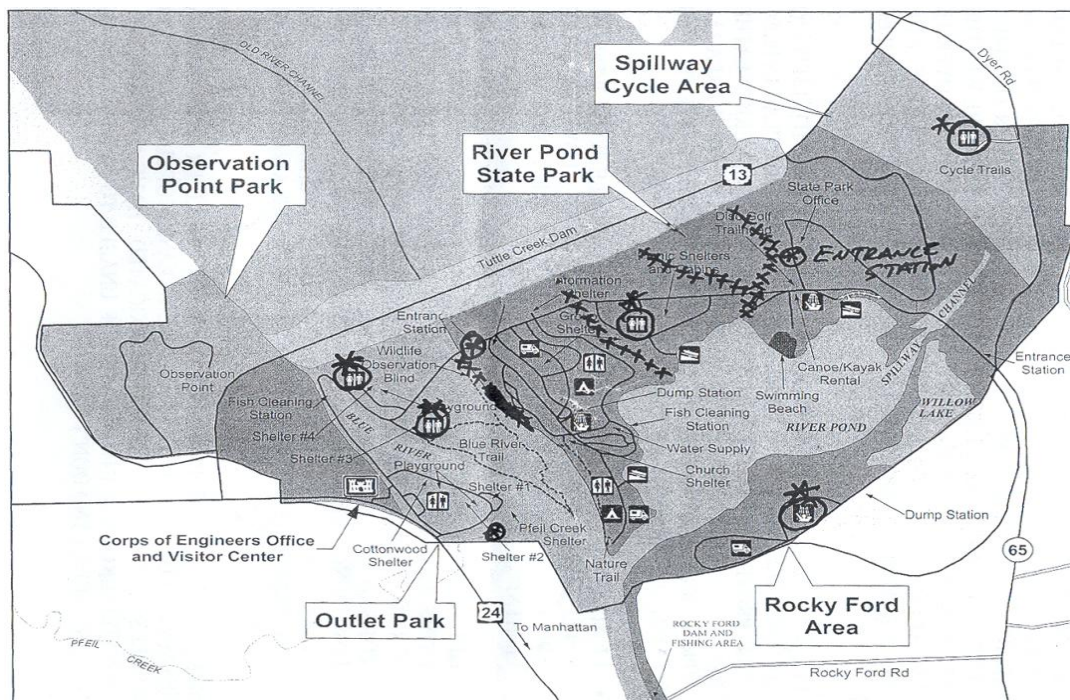 OLD RIVER CHANNEL
Spillway
Cycle Area
Dyer Rd
Observation
Point Park
River Pond
State Park
13
Cycle Trails
State Park
Office
Tuttle Creek Dam
ENTRANCE
STATION
Shelters
Shelter
Entrance
Station
Wildlife
Observation
Blind
Observation
Point
Fish Cleaning
Station
Shelter #4
Shelter #3
BLUE
RIVER
Playground
Blue River
Trail
Shelter #1
Pfeil Creek
Shelter
Shelter #2
Cottonwood
Shelter
Corps of Engineers Office
and Visitor Center
Outlet Park
24
To Manhattan
PFEIL
CREEK
Dump Station
Fish Cleaning
Station
Water Supply
Church
Shelter
Nature
Trail
Canoe/Kayak
Rental
Swimming
Beach
RIVER POND
SPILLWAY
CHANNEL
WILLOW
LAKE
Entrance
Station
Dump Station
65
Rocky Ford
Area
ROCKY FORD
DAM AND
FISHING AREA
Rocky Ford Rd